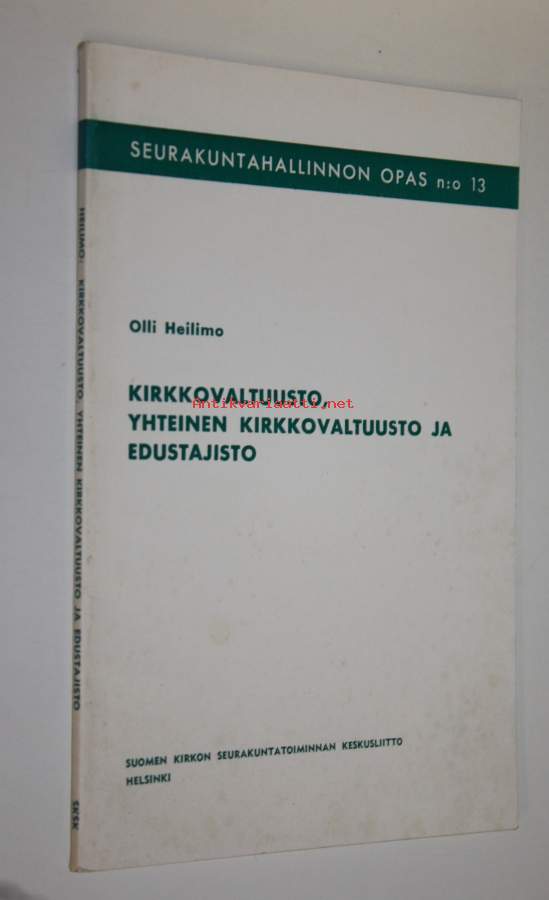 SEURAKUNTAHALLINNON OPAS n:o 13
Olli Heilimo
KIRKKOVALTUUSTO,
Antikvariaatti.net
YHTEINEN KIRKKOVALTUUSTO JA
EDUSTAJISTO
SUOMEN KIRKON SEURAKUNTATOIMINNAN KESKUSLIITTO
HELSINKI
HEILIMO: KIRKKOVALTUUSTO, YHTEINEN KIRKKOVALTUUSTO JA EDUSTAJISTO SKSK